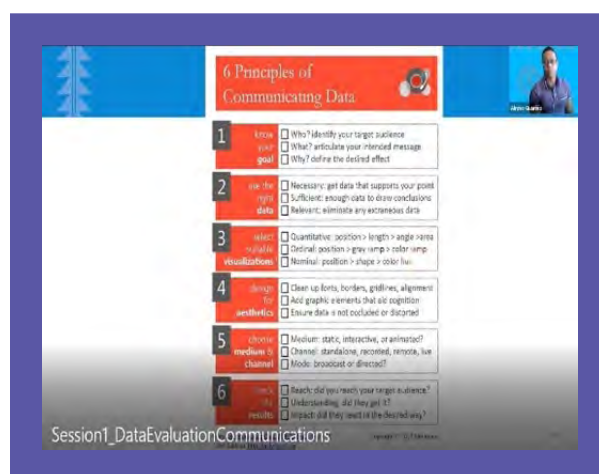 6 Principles of
Communicating Data
1
know
your
goal
Who? identify your target audience
What? articulate your intended message
Why? define the desired effect
2
use the
right
data
Necessary: get data that supports your point
Sufficient: enough data to draw conclusions
Relevant: eliminate any extraneous data
3
select
suitable
visualizations
Quantitative: position > length > angle > area
Ordinal: position > gray ramp > color ramp
Nominal: position > shape > color hue
4
design
for
aesthetics
Clean up fonts, borders, gridlines, alignment
Add graphic elements that aid cognition
Ensure data is not occluded or distorted
5
choose
medium &
channel
Medium: static, interactive, or animated?
Channel: standalone, recorded, remote, live
Mode: broadcast or directed?
6
check
the
results
Reach: did you reach your target audience?
Understanding: did they get it?
Impact: did they react in the desired way?
Session1_DataEvaluationCommunications